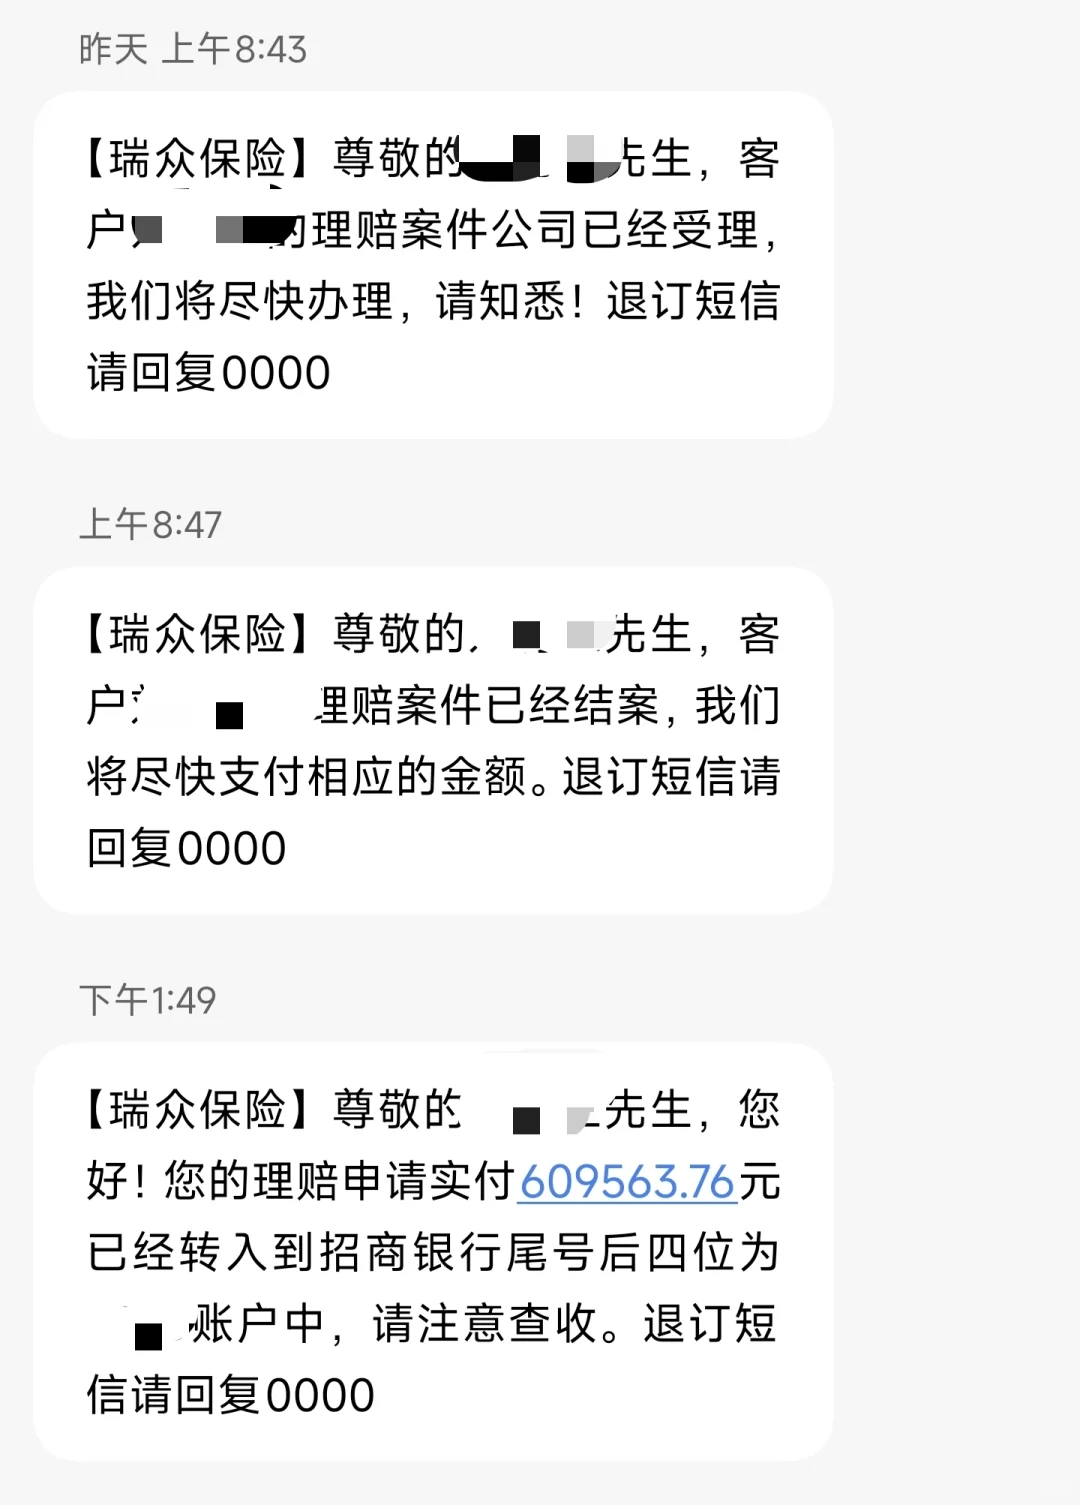 昨天 上午8:43
【瑞众保险】尊敬的先生，客
户的理赔案件公司已经受理，
我们将尽快办理，请知悉！退订短信
请回复0000
上午8:47
【瑞众保险】尊敬的先生，客
户理赔案件已经结案，我们
将尽快支付相应的金额。退订短信请
回复0000
下午1:49
【瑞众保险】尊敬的先生，您
好！您的理赔申请实付609563.76元
已经转入到招商银行尾号后四位为
账户中，请注意查收。退订短
信请回复0000